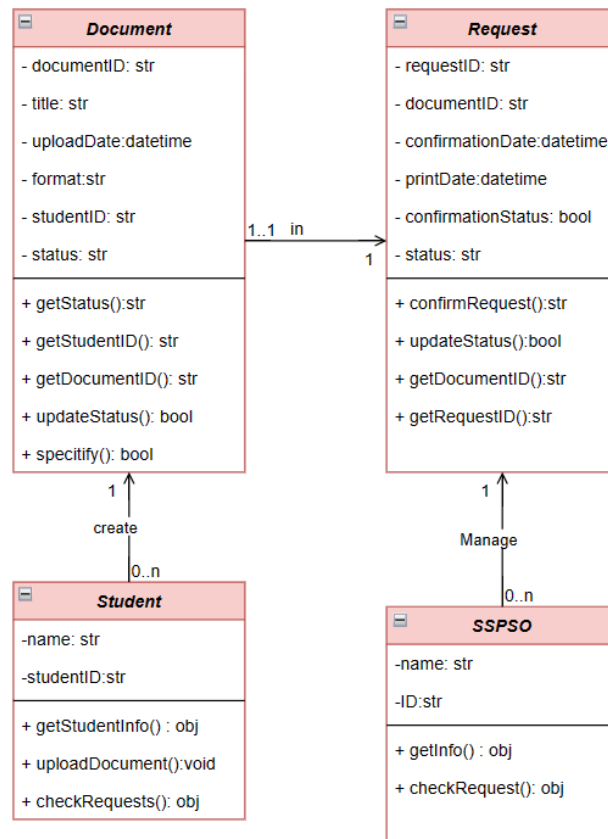 Document
- documentID: str
- title: str
- uploadDate:datetime
- format:str
- studentID: str
- status: str
+ getStatus():str
+ getStudentID(): str
+ getDocumentID(): str
+ updateStatus(): bool
+ specitify(): bool
Request
- requestID: str
- documentID: str
- confirmationDate:datetime
- printDate:datetime
- confirmationStatus: bool
- status: str
+ confirmRequest():str
+ updateStatus():bool
+ getDocumentID():str
+ getRequestID():str
1..1 in
1
1
create
0..n
1
Manage
0..n
Student
-name: str
-studentID:str
+ getStudentInfo() : obj
+ uploadDocument():void
+ checkRequests(): obj
SSPSO
-name: str
-ID:str
+ getInfo() : obj
+ checkRequest(): obj